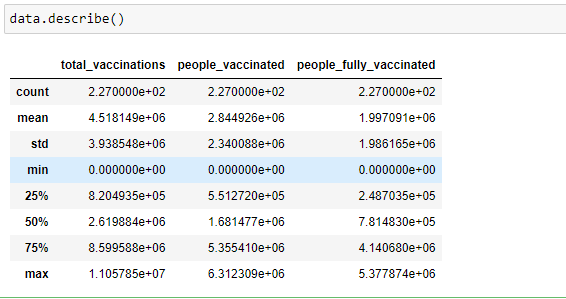 data.describe()
total_vaccinations people_vaccinated people_fully_vaccinated
count 2.270000e+02 2.270000e+02 2.270000e+02
mean 4.518149e+06 2.844926e+06 1.997091e+06
std 3.938548e+06 2.340088e+06 1.986165e+06
min 0.000000e+00 0.000000e+00 0.000000e+00
25% 8.204935e+05 5.512720e+05 2.487035e+05
50% 2.619884e+06 1.681477e+06 7.814830e+05
75% 8.599588e+06 5.355410e+06 4.140680e+06
max 1.105785e+07 6.312309e+06 5.377874e+06